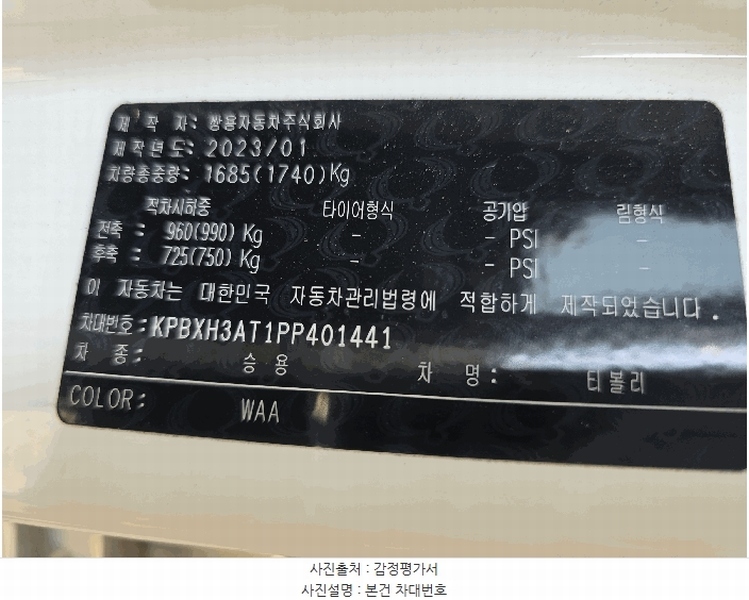 제 작 자: 쌍용자동차주식회사
제작년도: 2023/01
차량총중량: 1685(1740)Kg
적차시하중 타이어형식 공기압 림형식
전축 : 960(990) Kg - - PSI -
후축 : 725(750) Kg - - PSI -
이 자동차는 대한민국 자동차관리법령에 적합하게 제작되었습니다.
차대번호:KPBXH3AT1PP401441
차 종: 승용 차 명: 티볼리
COLOR: WAA
사진출처 : 감정평가서
사진설명 : 본건 차대번호